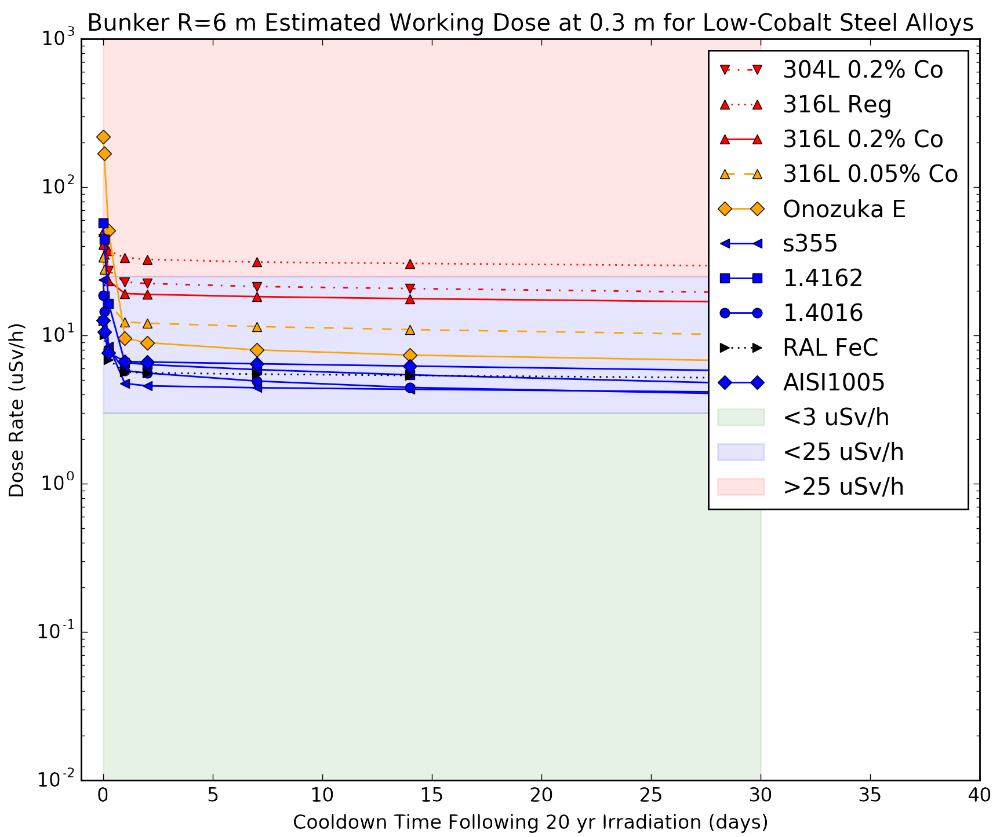 Bunker R=6 m Estimated Working Dose at 0.3 m for Low-Cobalt Steel Alloys
10^3
10^2
10^1
10^0
10^-1
10^-2
Dose Rate (uSv/h)
304L 0.2% Co
316L Reg
316L 0.2% Co
316L 0.05% Co
Onozuka E
s355
1.4162
1.4016
RAL FeC
AISI1005
<3 uSv/h
<25 uSv/h
>25 uSv/h
0 5 10 15 20 25 30 35 40
Cooldown Time Following 20 yr Irradiation (days)